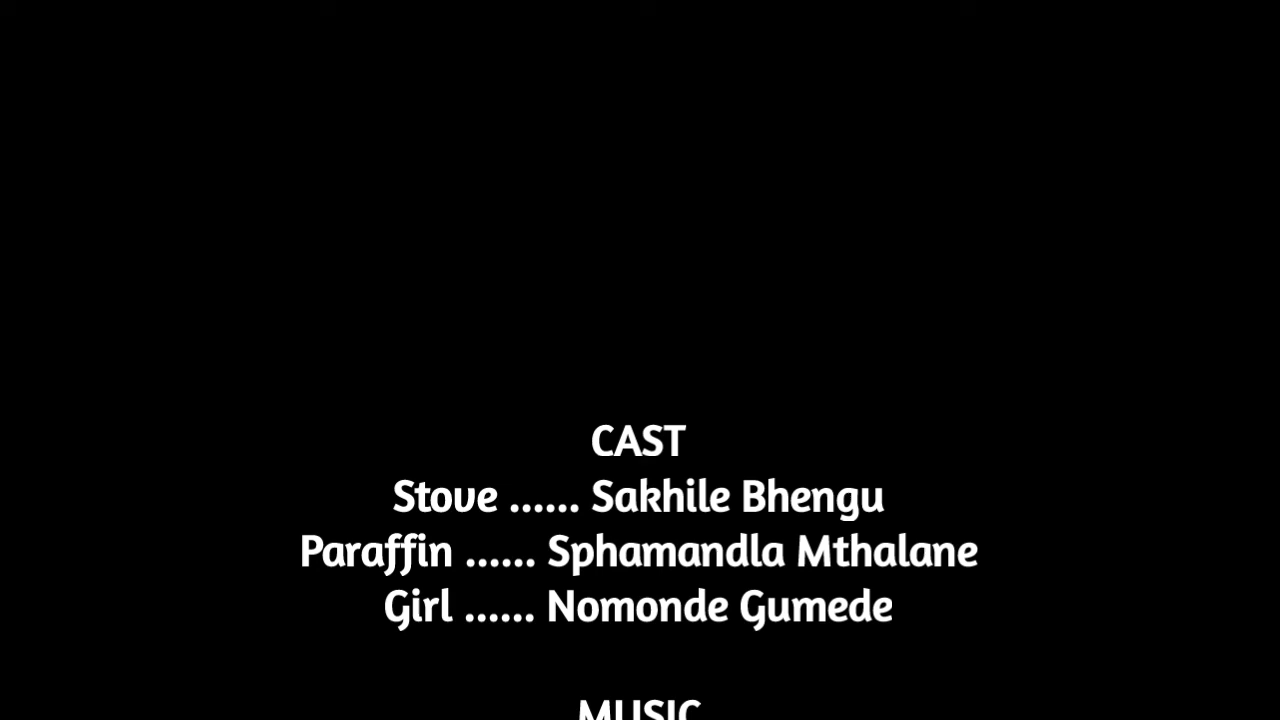 CAST
Stove ...... Sakhile Bhengu
Paraffin ...... Sphamandla Mthalane
Girl ...... Nomonde Gumede
MUSIC